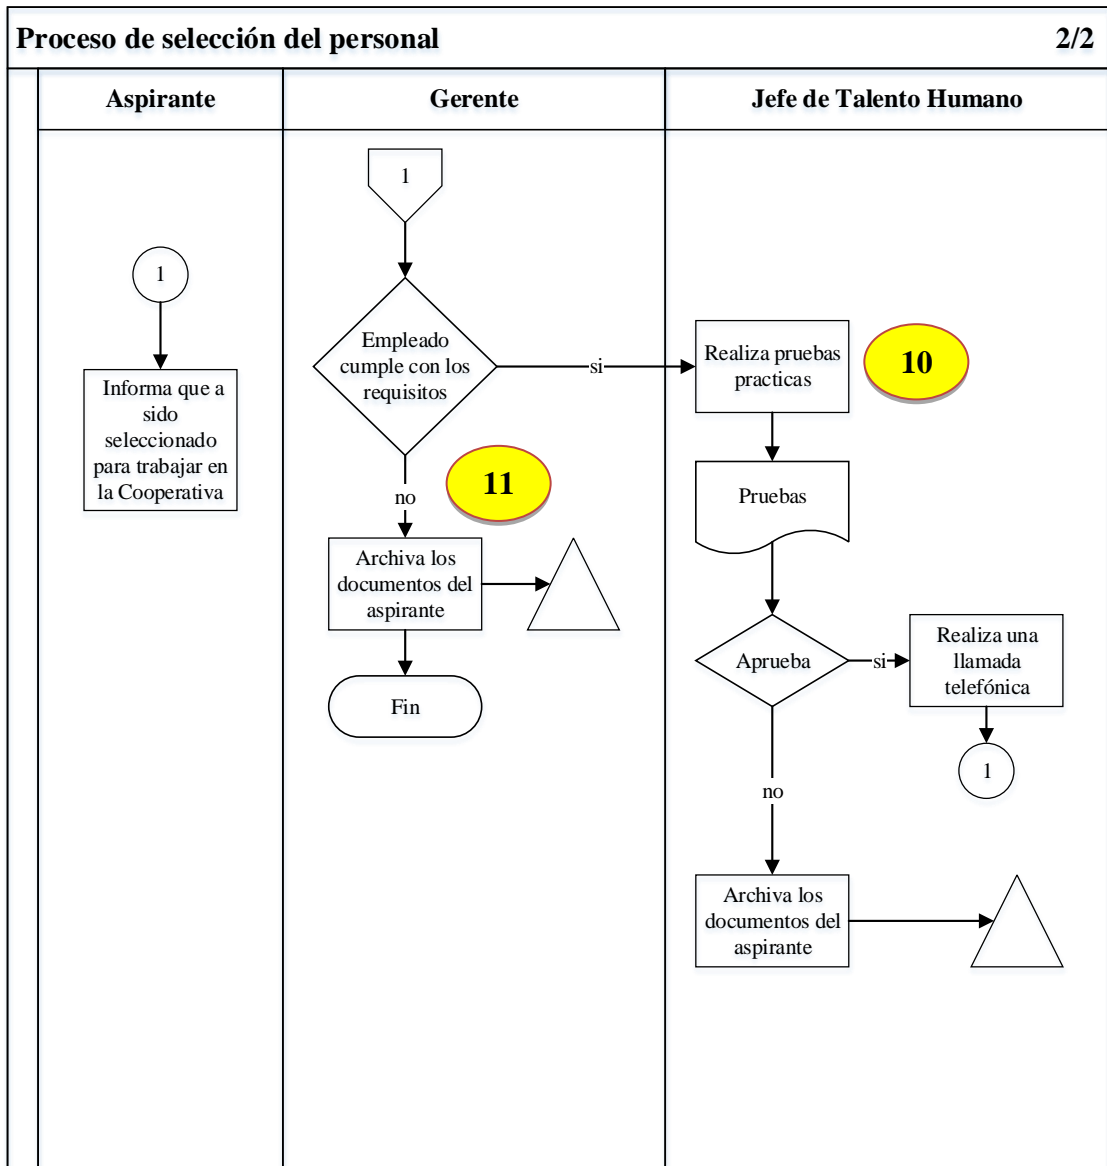 Proceso de selección del personal 2/2
Aspirante
Gerente
Jefe de Talento Humano
1
Informa que a
sido
seleccionado
para trabajar en
la Cooperativa
1
Empleado
cumple con los
requisitos
si
no
11
Archiva los
documentos del
aspirante
Fin
Realiza pruebas
practicas
10
Pruebas
Aprueba
si
Realiza una
llamada
telefónica
1
no
Archiva los
documentos del
aspirante